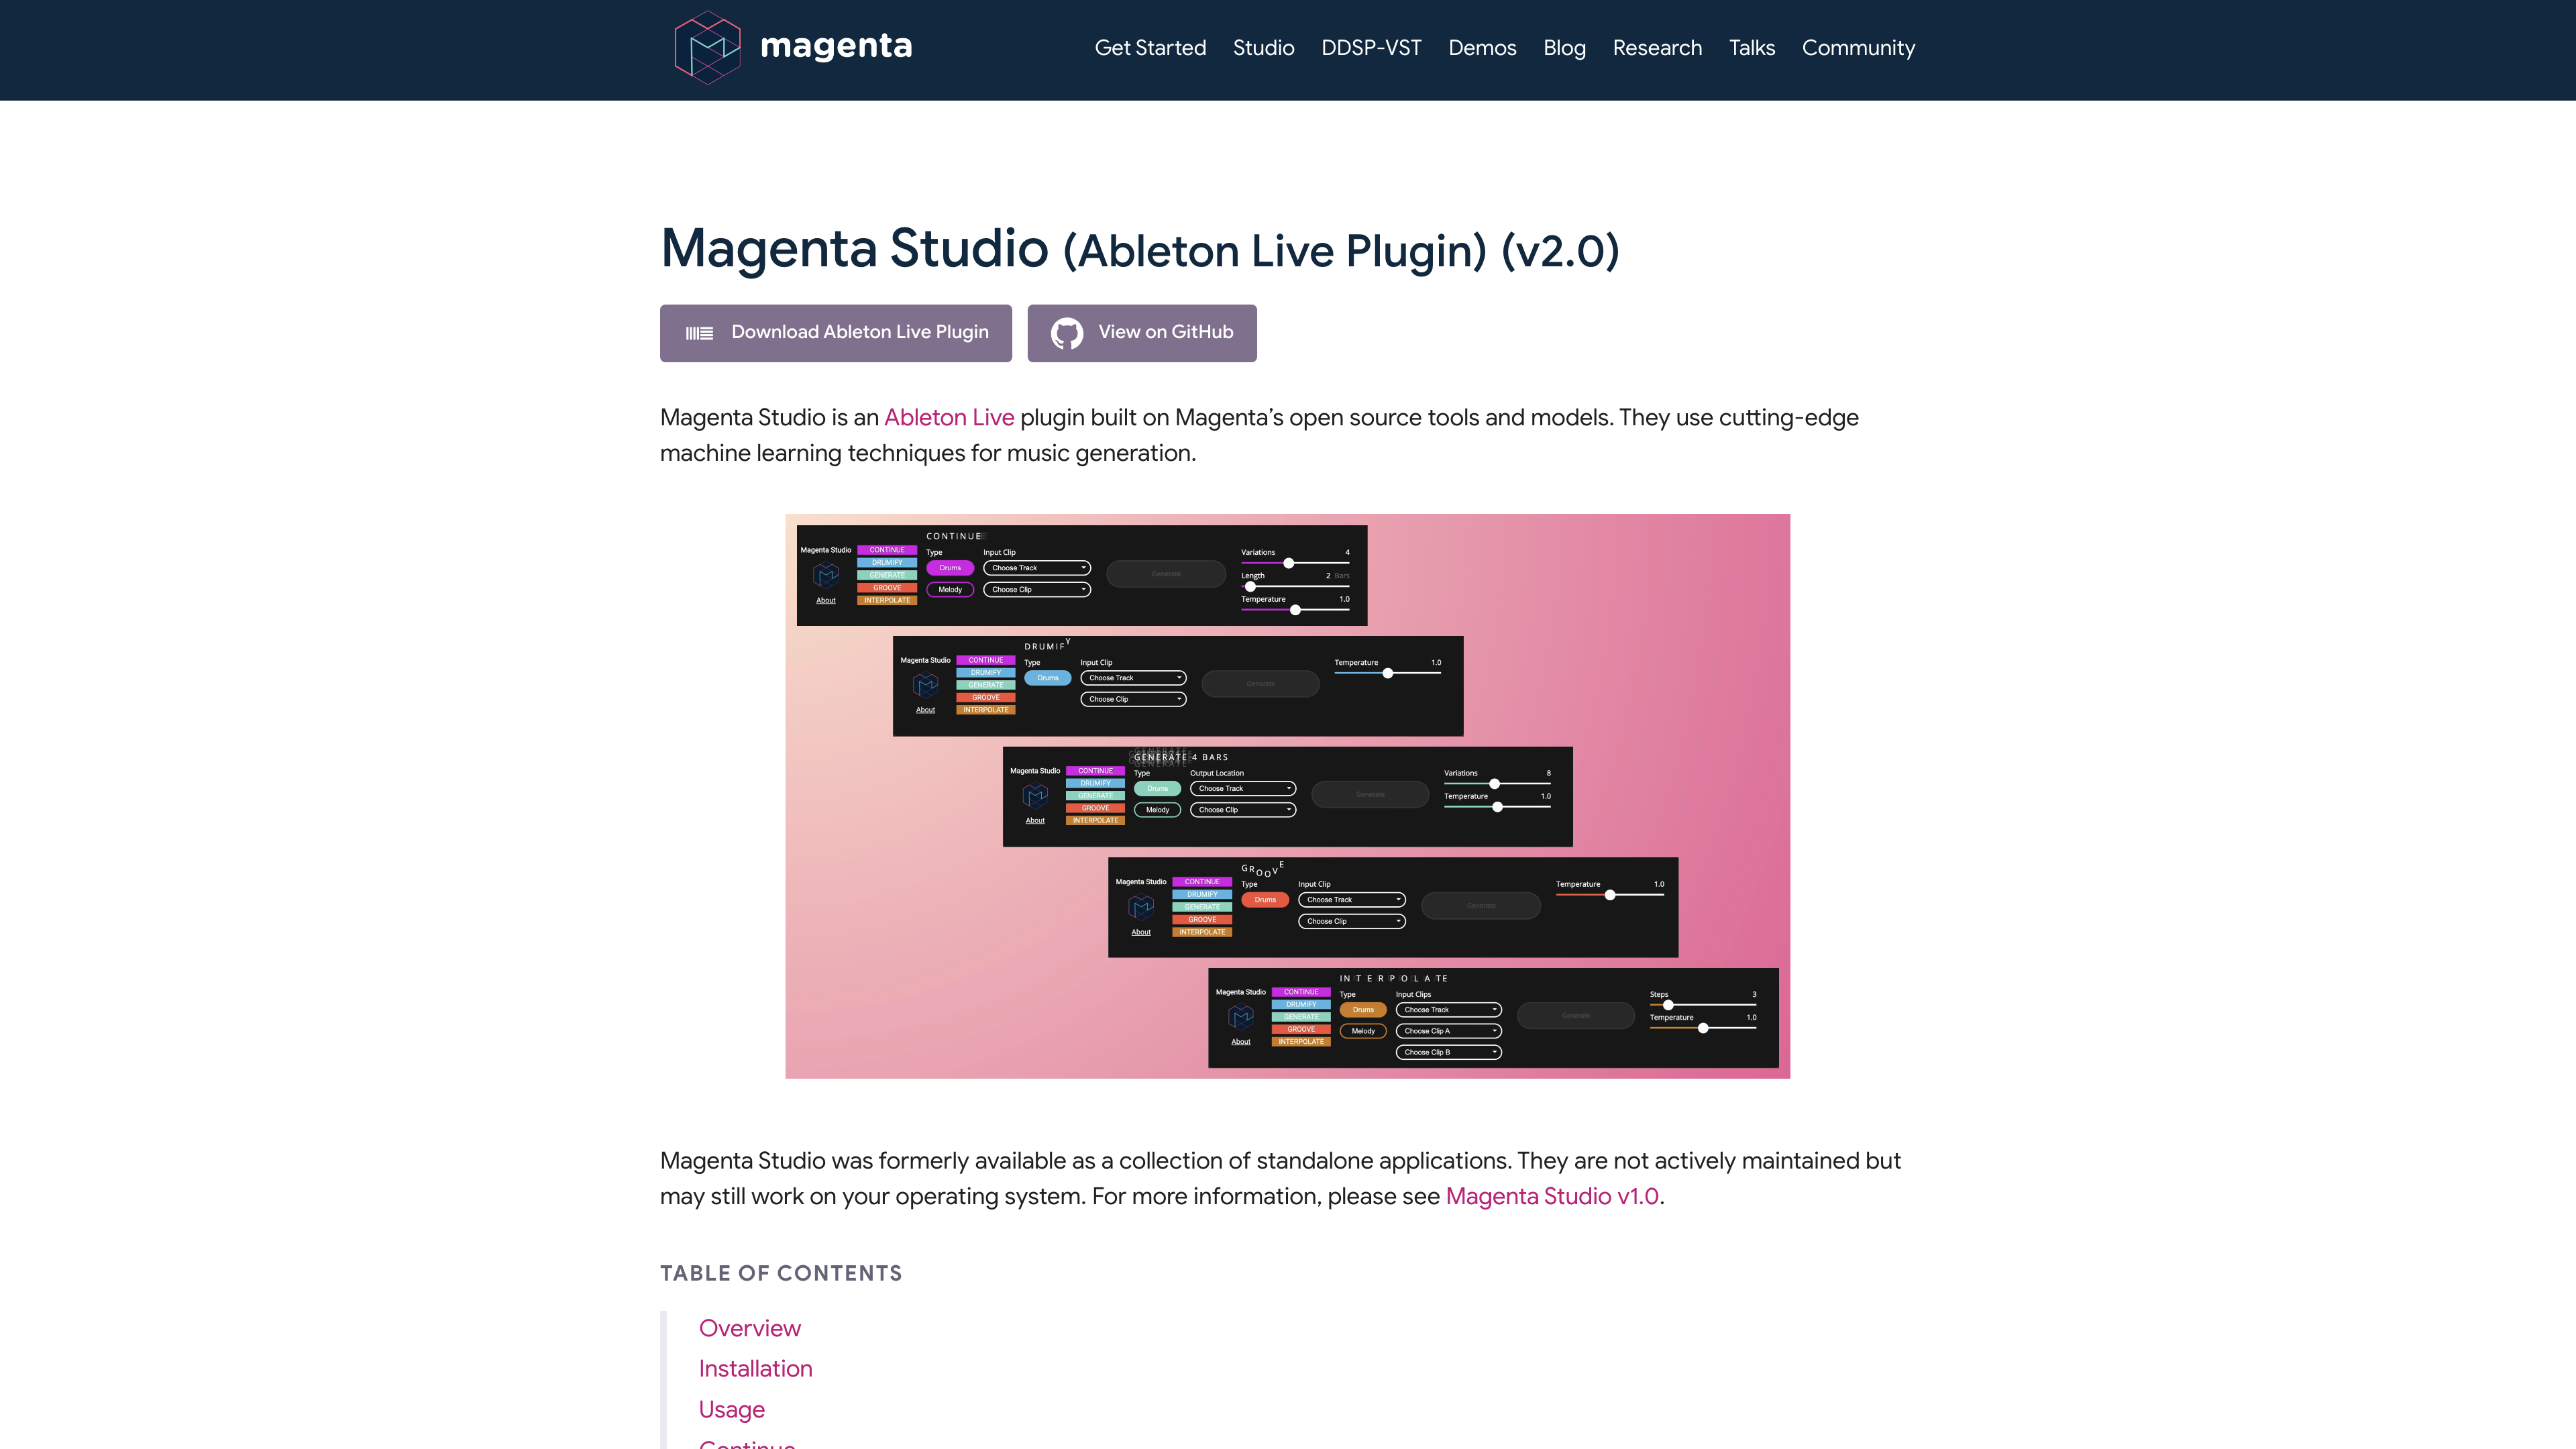 magenta
Get Started Studio DDSP-VST Demos Blog Research Talks Community
Magenta Studio (Ableton Live Plugin) (v2.0)
Download Ableton Live Plugin View on GitHub
Magenta Studio is an Ableton Live plugin built on Magenta’s open source tools and models. They use cutting-edge
machine learning techniques for music generation.
CONTINUE
Magenta Studio CONTINUE Type Input Clip Variations 4
DRUMIFY Drums Choose Track
GENERATE Generate Length 2 Bars
GROOVE Melody Choose Clip
About INTERPOLATE Temperature 1.0
DRUMIFY
Magenta Studio CONTINUE Type Input Clip Temperature 1.0
DRUMIFY Drums Choose Track
GENERATE Generate
GROOVE Choose Clip
About INTERPOLATE
GENERATE 4 BARS
Magenta Studio CONTINUE Type Output Location Variations 8
DRUMIFY Drums Choose Track
GENERATE Generate Temperature 1.0
GROOVE Melody Choose Clip
About INTERPOLATE
GROOVE
Magenta Studio CONTINUE Type Input Clip Temperature 1.0
DRUMIFY Drums Choose Track
GENERATE Generate
GROOVE Choose Clip
About INTERPOLATE
INTERPOLATE
Magenta Studio CONTINUE Type Input Clips Steps 3
DRUMIFY Drums Choose Track
GENERATE Generate Temperature 1.0
GROOVE Melody Choose Clip A
About INTERPOLATE
Choose Clip B
Magenta Studio was formerly available as a collection of standalone applications. They are not actively maintained but
may still work on your operating system. For more information, please see Magenta Studio v1.0.
TABLE OF CONTENTS
Overview
Installation
Usage
Continue